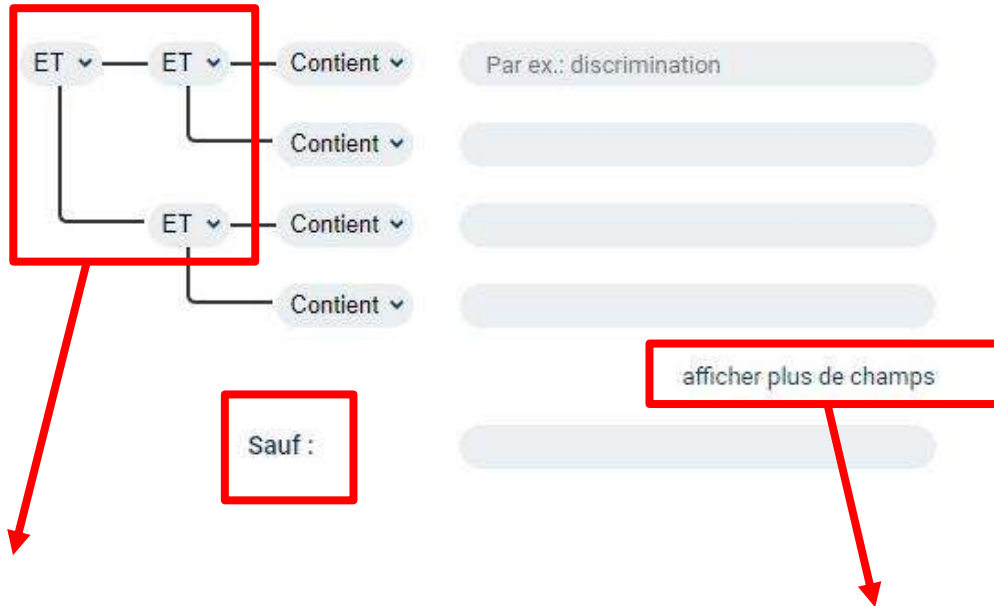 ET ET Contient Par ex.: discrimination
Contient
ET Contient
Contient
afficher plus de champs
Sauf :